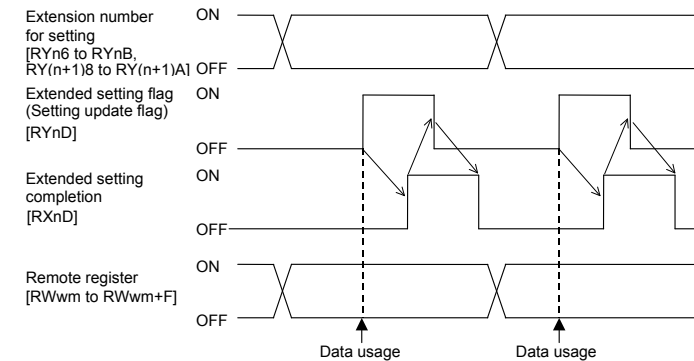 Extension number
for setting
[RYn6 to RYnB,
RY(n+1)8 to RY(n+1)A]
ON
OFF
Extended setting flag
(Setting update flag)
[RYnD]
ON
OFF
Extended setting
completion
[RXnD]
ON
OFF
Remote register
[RWwm to RWwm+F]
ON
OFF
Data usage
Data usage